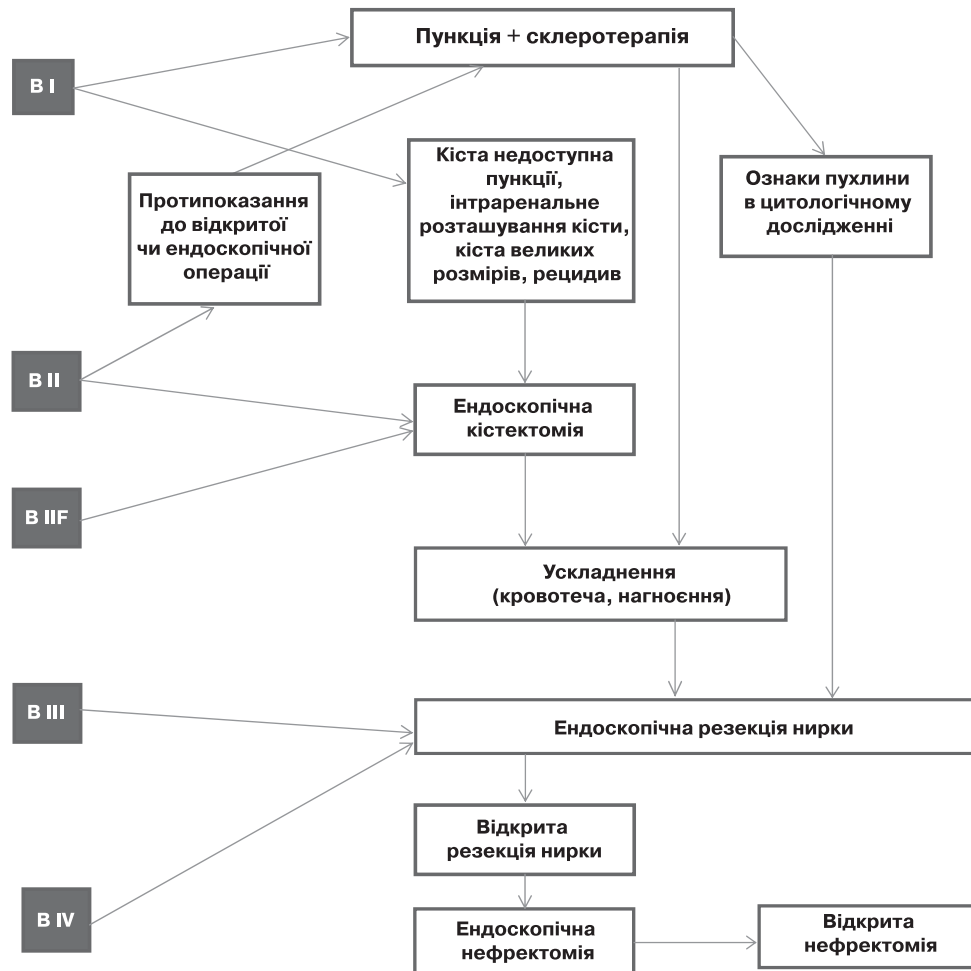 Пункція + склеротерапія
В I
Кіста недоступна
пункції,
інтраренальне
розташування кисти,
кіста великих
розмірів, рецидив
Ознаки пухлини
в цитологічному
дослідженні
Протипоказання
до відкритої
чи ендоскопічної
операції
В II
Ендоскопічна
кістектомія
В IIF
Ускладнення
(кровотеча, нагноєння)
В III
Ендоскопічна резекція нирки
Відкрита
резекція нирки
В IV
Ендоскопічна
нефректомія
Відкрита
нефректомія